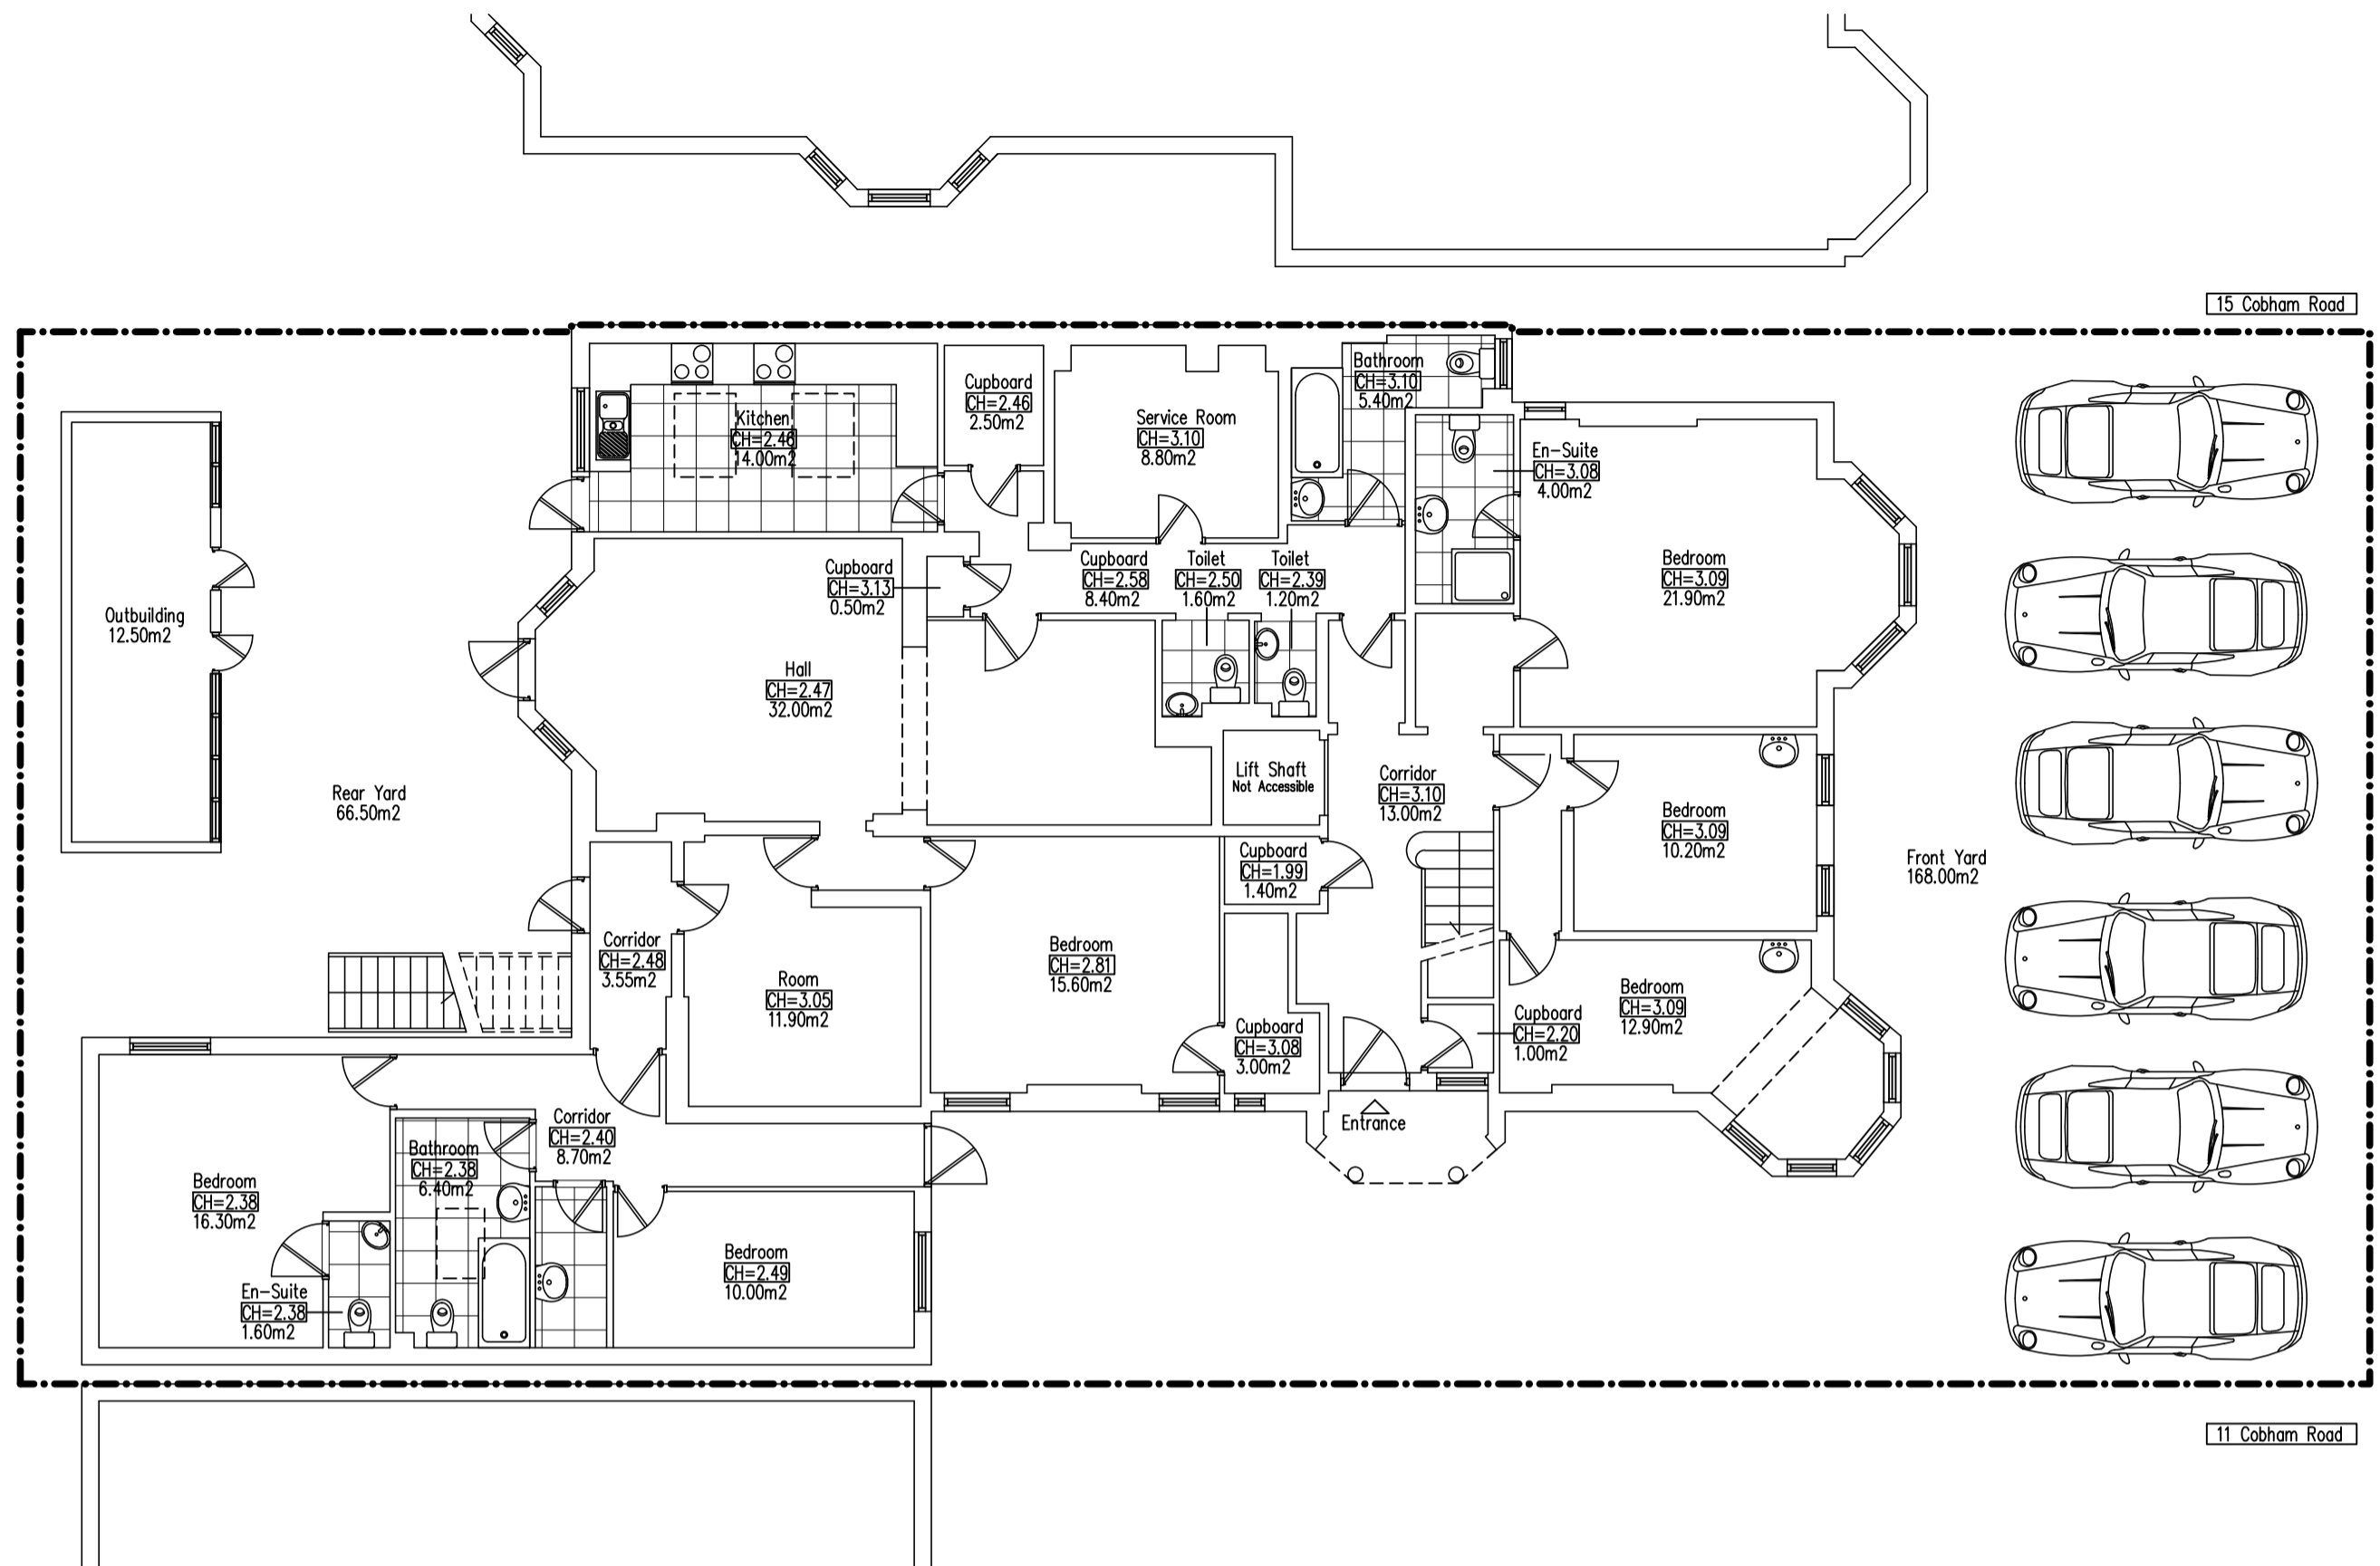 15 Cobham Road
Bathroom
CH=3.10
5.40m2
Cupboard
CH=2.46
2.50m2
Kitchen
CH=2.46
14.00m2
Service Room
CH=3.10
8.80m2
En-Suite
CH=3.08
4.00m2
Cupboard
CH=3.13
0.50m2
Cupboard
CH=2.58
8.40m2
Toilet
CH=2.50
1.60m2
Toilet
CH=2.39
1.20m2
Bedroom
CH=3.09
21.90m2
Outbuilding
12.50m2
Hall
CH=2.47
32.00m2
Rear Yard
66.50m2
Lift Shaft
Not Accessible
Corridor
CH=3.10
13.00m2
Bedroom
CH=3.09
10.20m2
Front Yard
168.00m2
Cupboard
CH=1.99
1.40m2
Corridor
CH=2.48
3.55m2
Room
CH=3.05
11.90m2
Bedroom
CH=2.81
15.60m2
Cupboard
CH=3.08
3.00m2
Cupboard
CH=2.20
1.00m2
Bedroom
CH=3.09
12.90m2
Entrance
Corridor
CH=2.40
8.70m2
Bathroom
CH=2.38
6.40m2
Bedroom
CH=2.38
16.30m2
En-Suite
CH=2.38
1.60m2
Bedroom
CH=2.49
10.00m2
11 Cobham Road